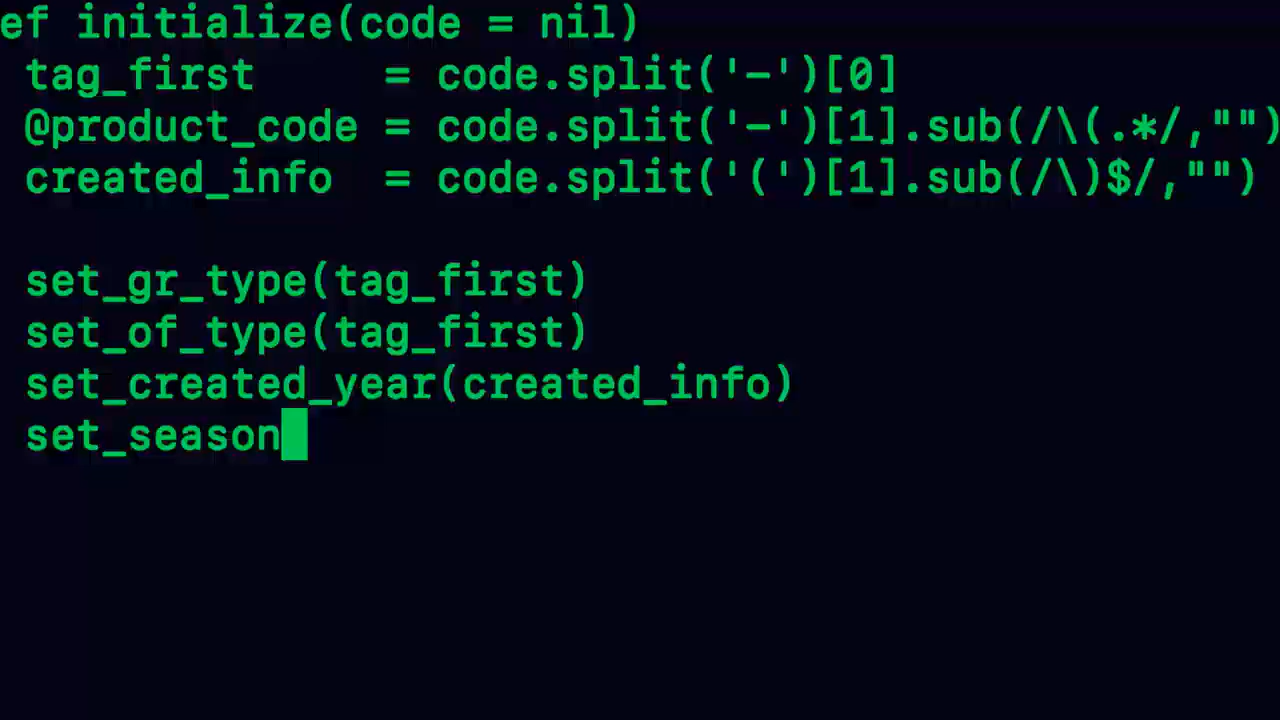 ef initialize(code = nil)
tag_first = code.split('-')[0]
@product_code = code.split('-')[1].sub(/\(.*/,"")
created_info = code.split('(')[1].sub(/\)$/,"")
set_gr_type(tag_first)
set_of_type(tag_first)
set_created_year(created_info)
set_season